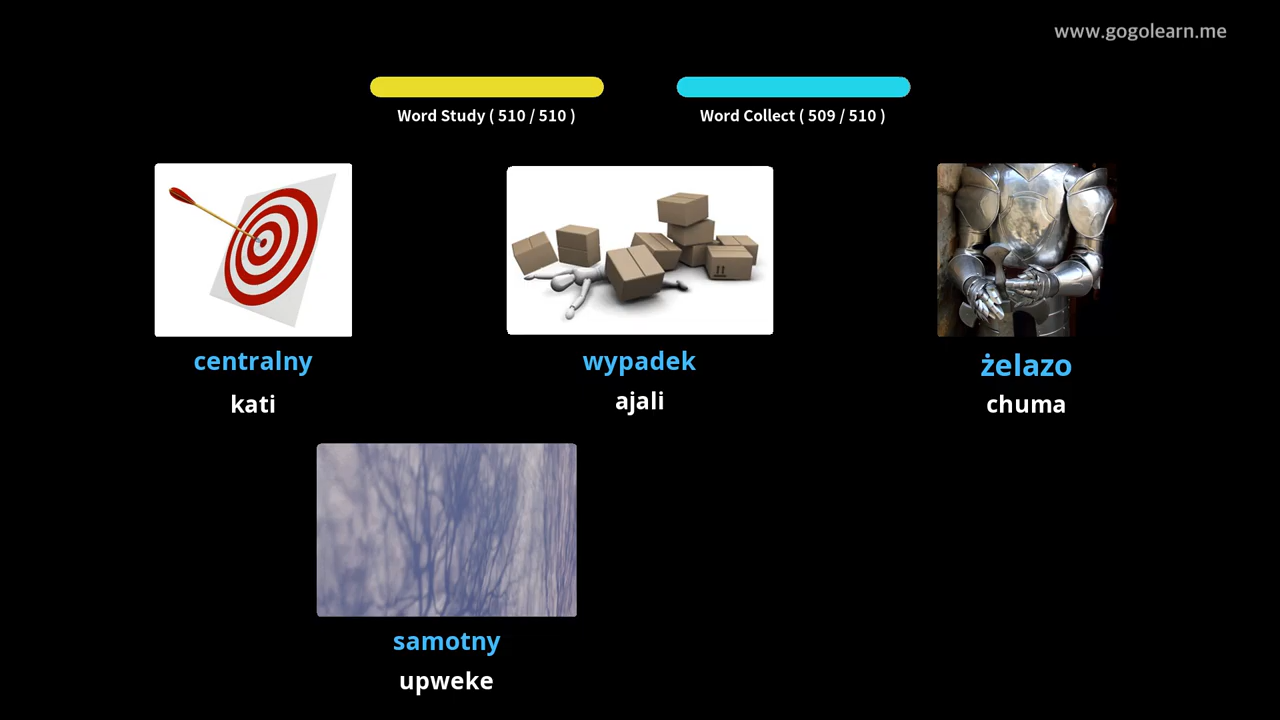 www.gogolearn.me
Word Study ( 510 / 510 )
Word Collect ( 509 / 510 )
centralny
kati
wypadek
ajali
żelazo
chuma
samotny
upweke